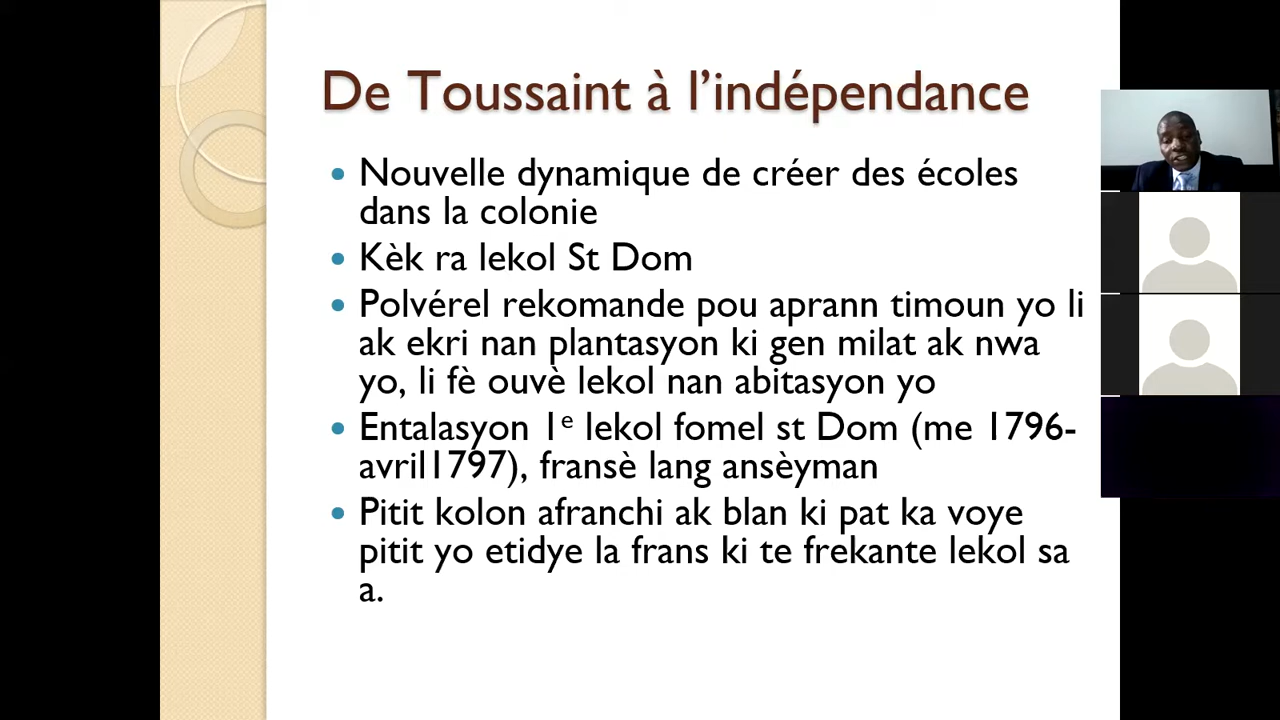 De Toussaint à l’indépendance
• Nouvelle dynamique de créer des écoles
dans la colonie
• Kèk ra lekol St Dom
• Polvérel rekomande pou aprann timoun yo li
ak ekri nan plantasyon ki gen milat ak nwa
yo, li fè ouvè lekol nan abitasyon yo
• Entalasyon 1e lekol fomel st Dom (me 1796-
avril1797), fransè lang ansèyman
• Pitit kolon afranchi ak blan ki pat ka voye
pitit yo etidye la frans ki te frekante lekol sa
a.